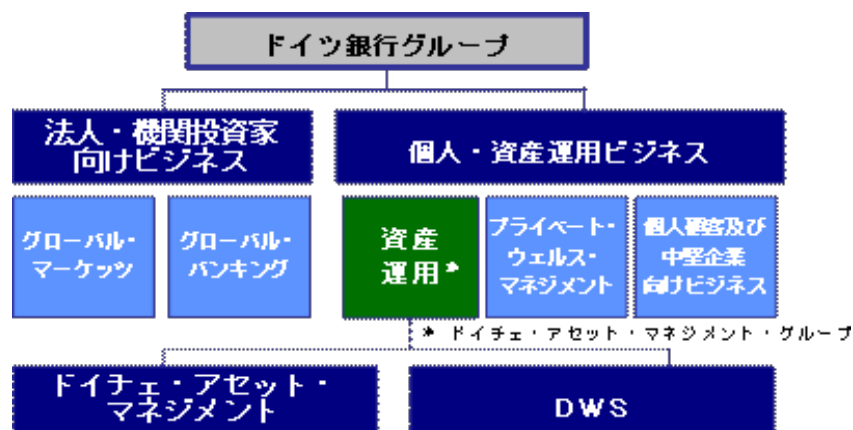 ドイツ銀行グループ
法人・機関投資家
向けビジネス
個人・資産運用ビジネス
グローバル・
マーケッツ
グローバル・
バンキング
資産
運用*
プライベート・
ウェルス・
マネジメント
個人顧客及び
中堅企業
向けビジネス
* ドイチェ・アセット・マネジメント・グループ
ドイチェ・アセット・
マネジメント
DWS